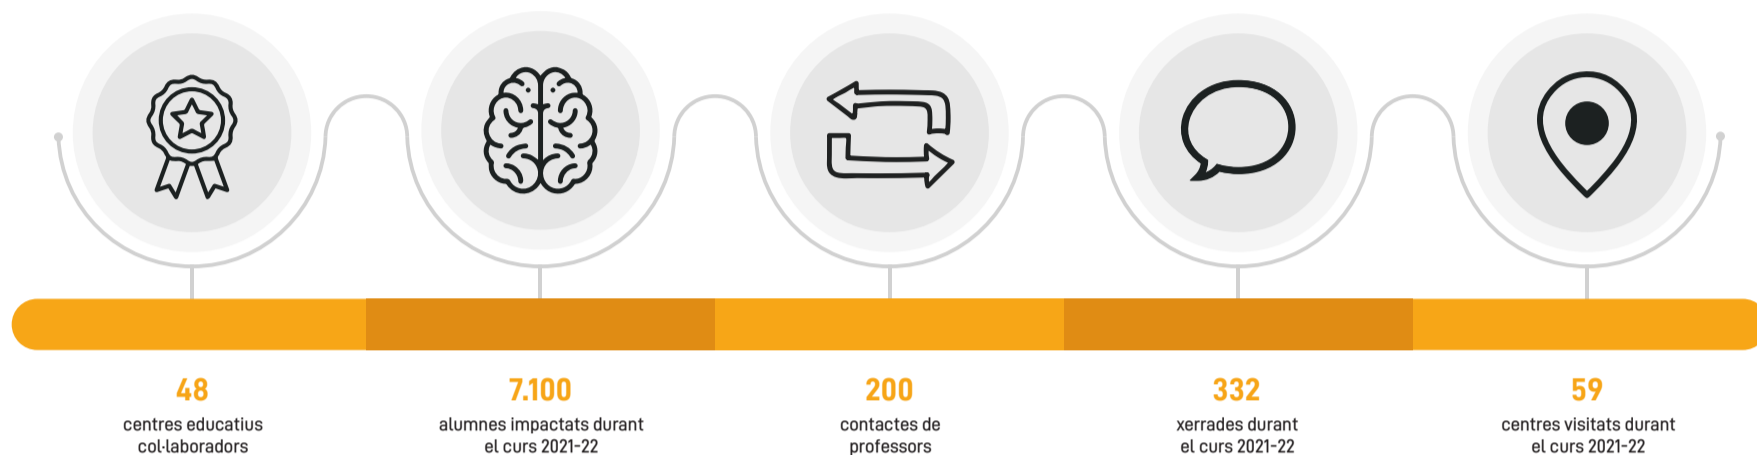 48
centres educatius
col·laboradors
7.100
alumnes impactats durant
el curs 2021-22
200
contactes de
professors
332
xerrades durant
el curs 2021-22
59
centres visitats durant
el curs 2021-22